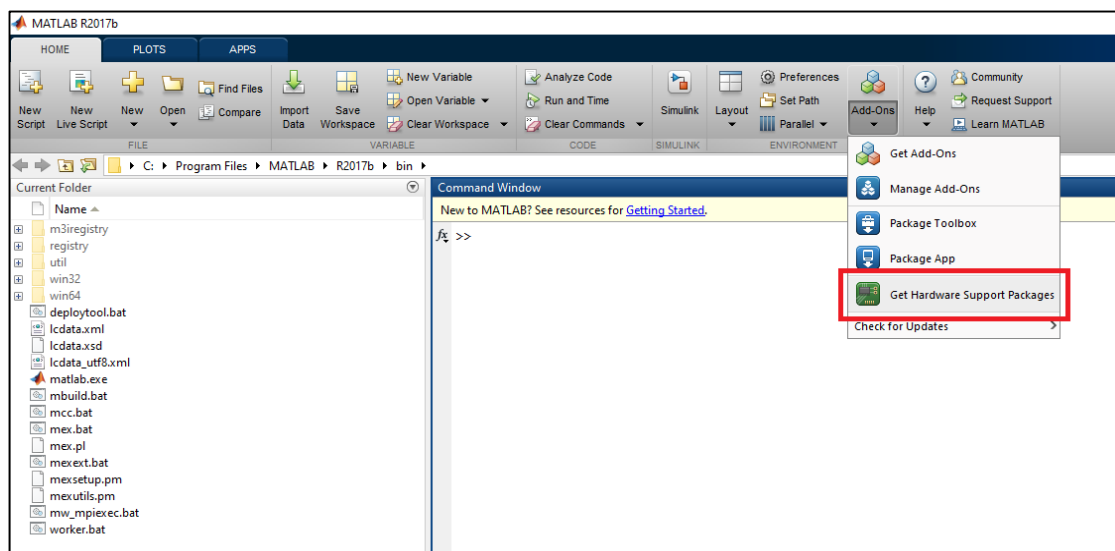 MATLAB R2017b
HOME PLOTS APPS
New Script
New Live Script
New
Open
Find Files
Compare
Import Data
Save Workspace
New Variable
Open Variable
Clear Workspace
Analyze Code
Run and Time
Clear Commands
Simulink
Layout
Preferences
Set Path
Parallel
Add-Ons
Help
Community
Request Support
Learn MATLAB
FILE VARIABLE CODE SIMULINK ENVIRONMENT
C: Program Files MATLAB R2017b bin
Current Folder
Name
m3iregistry
registry
util
win32
win64
deploytool.bat
lcdata.xml
lcdata.xsd
lcdata_utf8.xml
matlab.exe
mbuild.bat
mcc.bat
mex.bat
mex.pl
mexext.bat
mexsetup.pm
mexutils.pm
mw_mpiexec.bat
worker.bat
Command Window
New to MATLAB? See resources for Getting Started.
fx >>
Get Add-Ons
Manage Add-Ons
Package Toolbox
Package App
Get Hardware Support Packages
Check for Updates